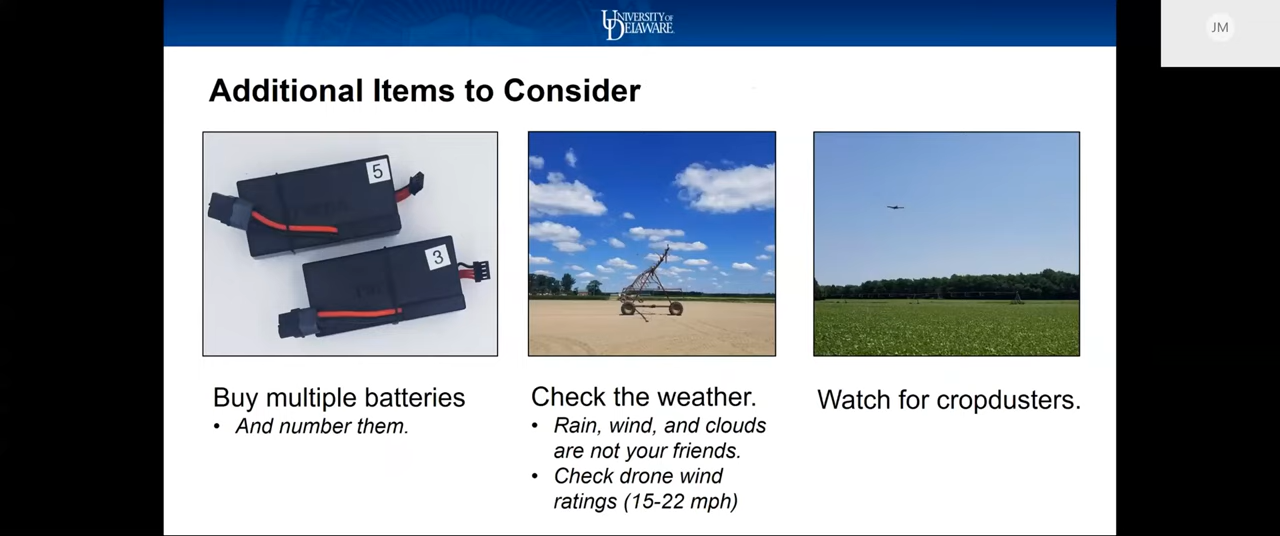 UNIVERSITY OF
DELAWARE
JM
Additional Items to Consider
5
3
Buy multiple batteries
• And number them.
Check the weather.
• Rain, wind, and clouds
are not your friends.
• Check drone wind
ratings (15-22 mph)
Watch for cropdusters.